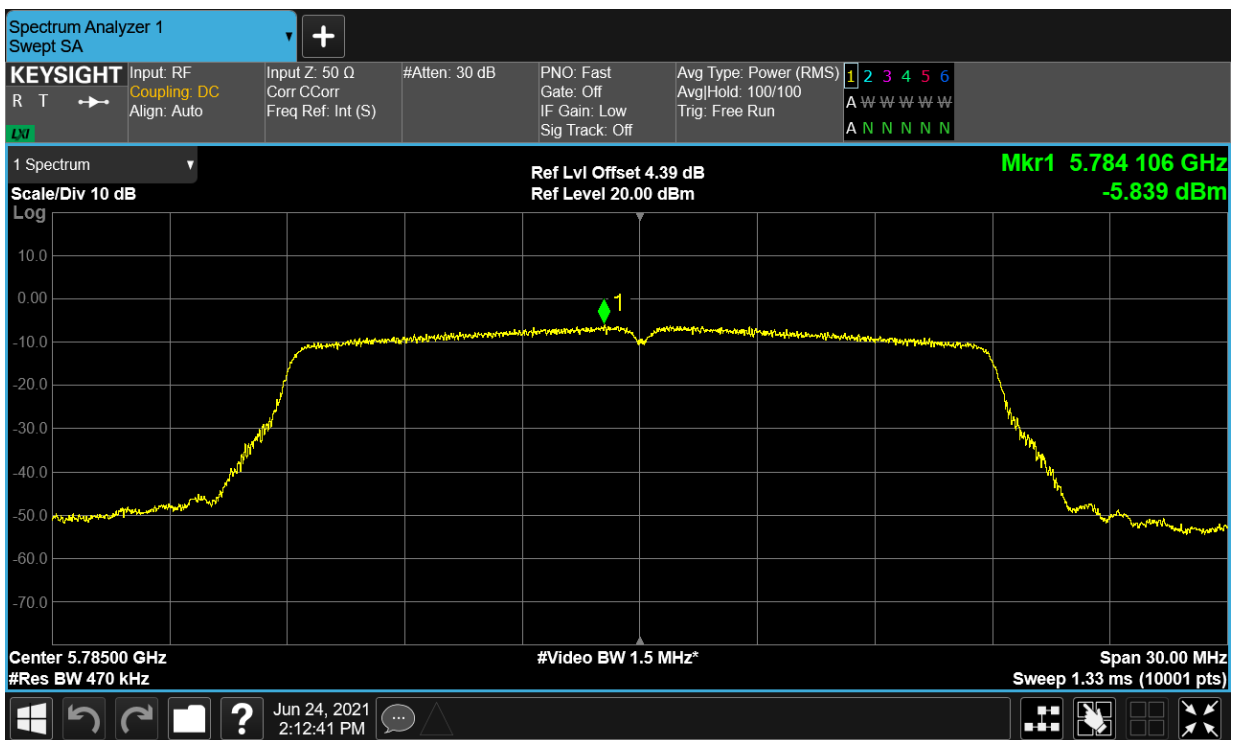 Spectrum Analyzer 1
Swept SA
KEYSIGHT
R T
LXI
Input: RF
Coupling: DC
Align: Auto
Input Z: 50 Ω
Corr CCorr
Freq Ref: Int (S)
#Atten: 30 dB
PNO: Fast
Gate: Off
IF Gain: Low
Sig Track: Off
Avg Type: Power (RMS)
Avg|Hold: 100/100
Trig: Free Run
1 2 3 4 5 6
A W W W W W
A N N N N N
1 Spectrum
Scale/Div 10 dB
Log
Ref Lvl Offset 4.39 dB
Ref Level 20.00 dBm
Mkr1 5.784 106 GHz
-5.839 dBm
10.0
0.00
1
-10.0
-20.0
-30.0
-40.0
-50.0
-60.0
-70.0
Center 5.78500 GHz
#Res BW 470 kHz
#Video BW 1.5 MHz*
Span 30.00 MHz
Sweep 1.33 ms (10001 pts)
?
Jun 24, 2021
2:12:41 PM